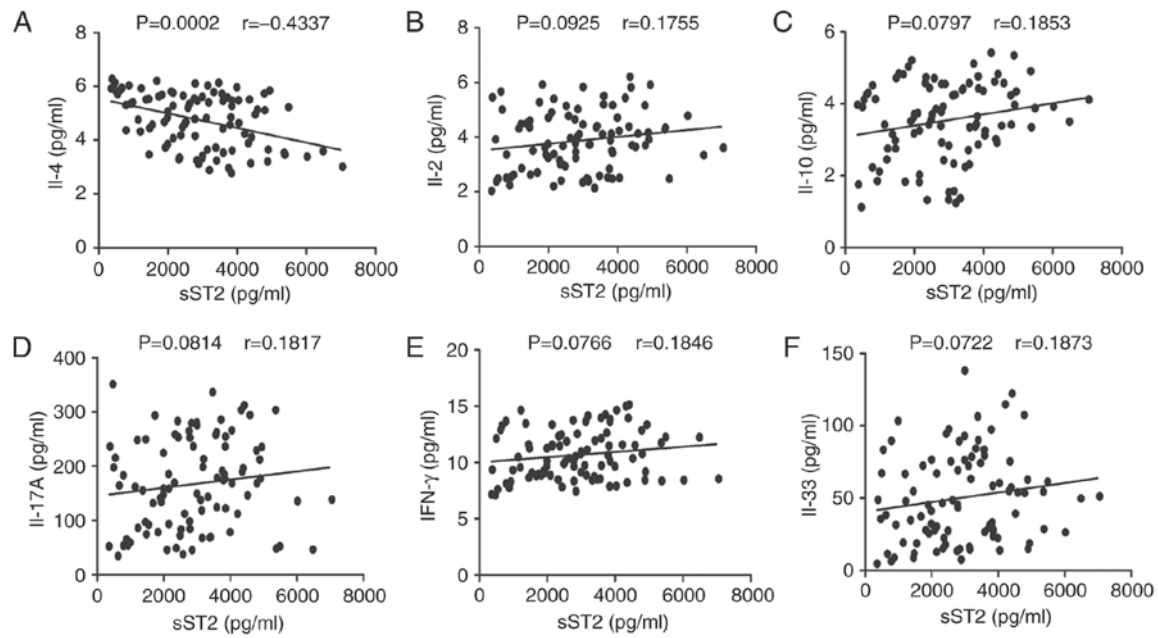 A P=0.0002 r=–0.4337
8
6
4
2
0
Il-4 (pg/ml)
0 2000 4000 6000 8000
sST2 (pg/ml)
B P=0.0925 r=0.1755
8
6
4
2
0
Il-2 (pg/ml)
0 2000 4000 6000 8000
sST2 (pg/ml)
C P=0.0797 r=0.1853
6
4
2
0
Il-10 (pg/ml)
0 2000 4000 6000 8000
sST2 (pg/ml)
D P=0.0814 r=0.1817
400
300
200
100
0
Il-17A (pg/ml)
0 2000 4000 6000 8000
sST2 (pg/ml)
E P=0.0766 r=0.1846
20
15
10
5
0
IFN-γ (pg/ml)
0 2000 4000 6000 8000
sST2 (pg/ml)
F P=0.0722 r=0.1873
150
100
50
0
Il-33 (pg/ml)
0 2000 4000 6000 8000
sST2 (pg/ml)